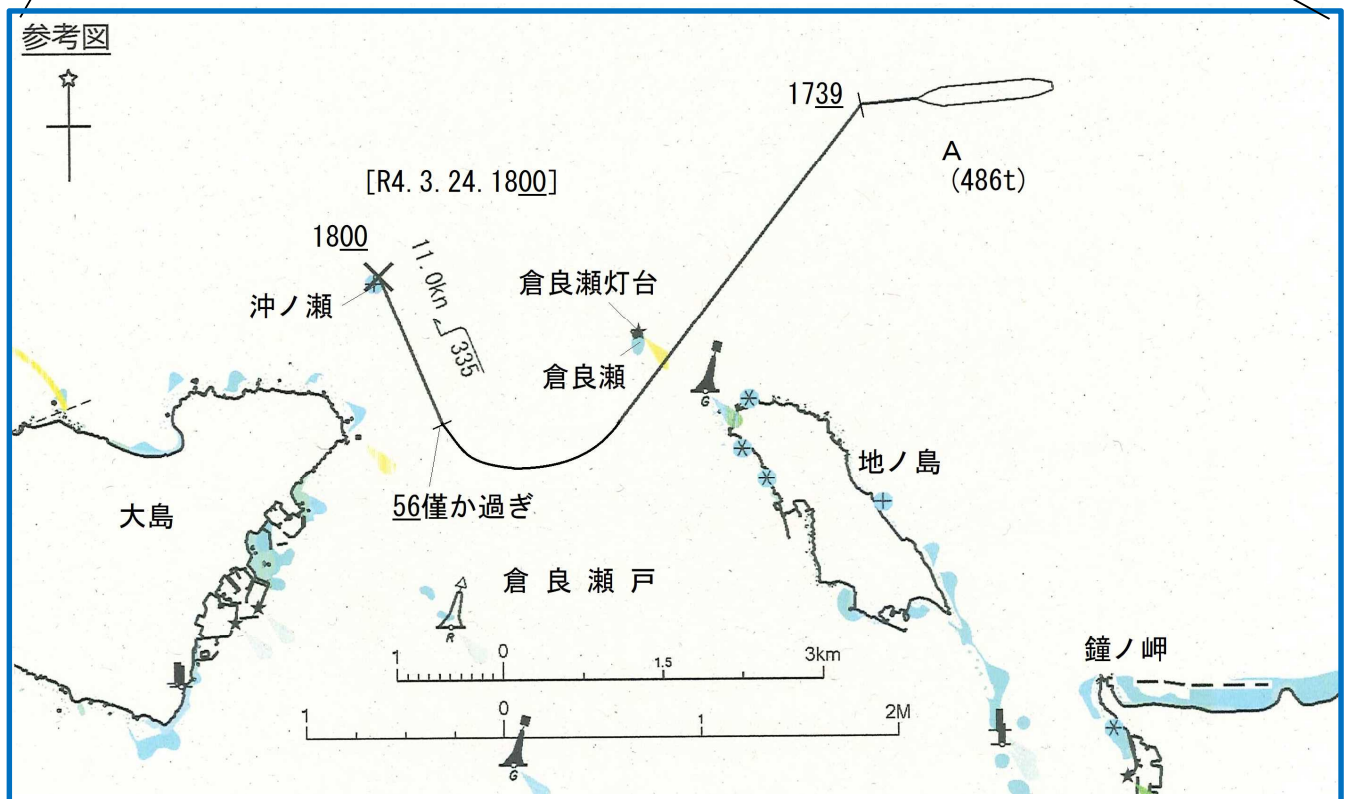 参考図
1739
A
(486t)
[R4.3.24.1800]
1800
11.0kn
335
沖ノ瀬
倉良瀬灯台
倉良瀬
G
地ノ島
大島
56僅か過ぎ
倉良瀬戸
R
鐘ノ岬
1 0 1.5 3km
1 0 1 2M
G